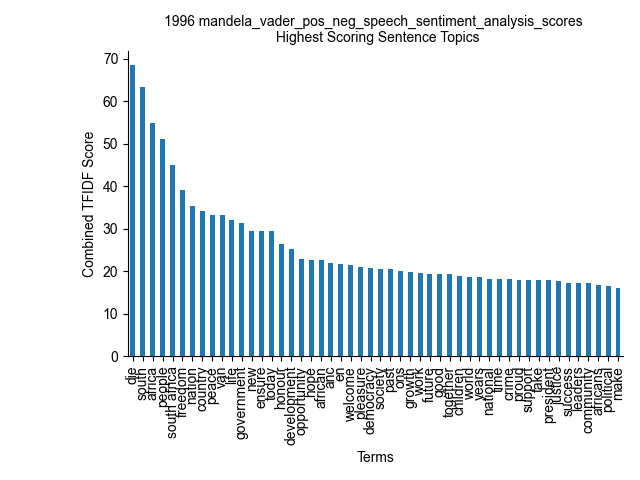 1996 mandela_vader_pos_neg_speech_sentiment_analysis_scores
Highest Scoring Sentence Topics
Combined TFIDF Score
70
60
50
40
30
20
10
0
die
south
africa
people
south africa
freedom
nation
country
peace
van
life
government
new
ensure
today
honour
development
opportunity
hope
african
anc
en
welcome
pleasure
democracy
society
past
ons
growth
work
future
good
together
children
world
years
national
time
crime
proud
support
take
president
justice
success
leaders
community
africans
political
make
Terms